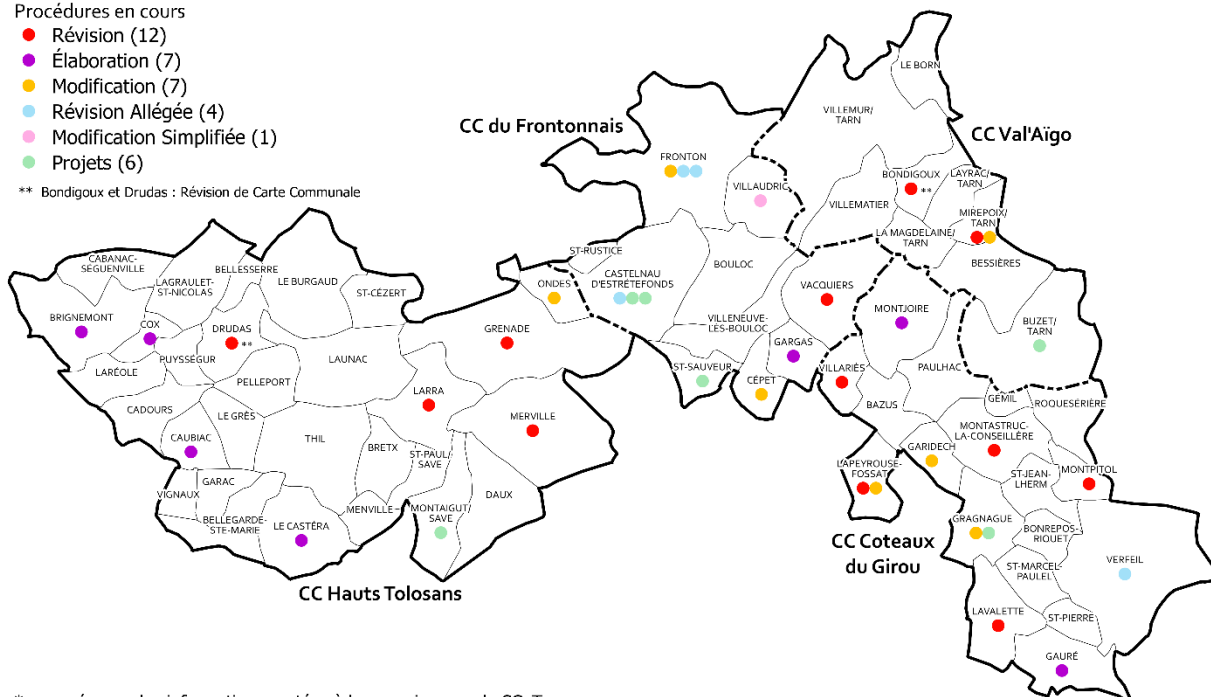 Procédures en cours
Révision (12)
Élaboration (7)
Modification (7)
Révision Allégée (4)
Modification Simplifiée (1)
Projets (6)
** Bondigoux et Drudas : Révision de Carte Communale
CC du Frontonnais
CC Val'Aïgo
LE BORN
VILLEMUR/
TARN
FRONTON
VILLAUDRIC
BONDIGOUX
**
LAYRAC/
TARN
VILLEMATIER
MIREPOIX/
TARN
LA MAGDELAINE/
TARN
BESSIÈRES
ST-RUSTICE
CASTELNAU
D'ESTRÉTEFONDS
BOULOC
ONDES
VACQUIERS
MONTJOIRE
BUZET/
TARN
VILLENEUVE-
LÈS-BOULOC
GARGAS
ST-SAUVEUR
CÉPET
VILLARIÈS
PAULHAC
BAZUS
GÉMIL
ROQUESÉRIÈRE
CABANAC-
SÉGUENVILLE
LAGRAULET-
ST-NICOLAS
BELLESSERRE
LE BURGAUD
ST-CÉZERT
BRIGNEMONT
COX
DRUDAS
**
GRENADE
LARÉOLE
PUYSSÉGUR
LAUNAC
PELLEPORT
LARRA
CADOURS
LE GRÈS
MERVILLE
CAUBIAC
THIL
BRETX
ST-PAUL/
SAVE
GARAC
VIGNAUX
DAUX
BELLEGARDE-
STE-MARIE
LE CASTÉRA
MENVILLE
MONTAIGUT/
SAVE
CC Hauts Tolosans
MONTASTRUC-
LA-CONSEILLÈRE
GARIDECH
LAPEYROUSE-
FOSSAT
ST-JEAN-
LHERM
MONTPITOL
GRAGNAGUE
BONREPOS-
RIQUET
CC Coteaux
du Girou
VERFEIL
ST-MARCEL-
PAULEL
LAVALETTE
ST-PIERRE
GAURÉ